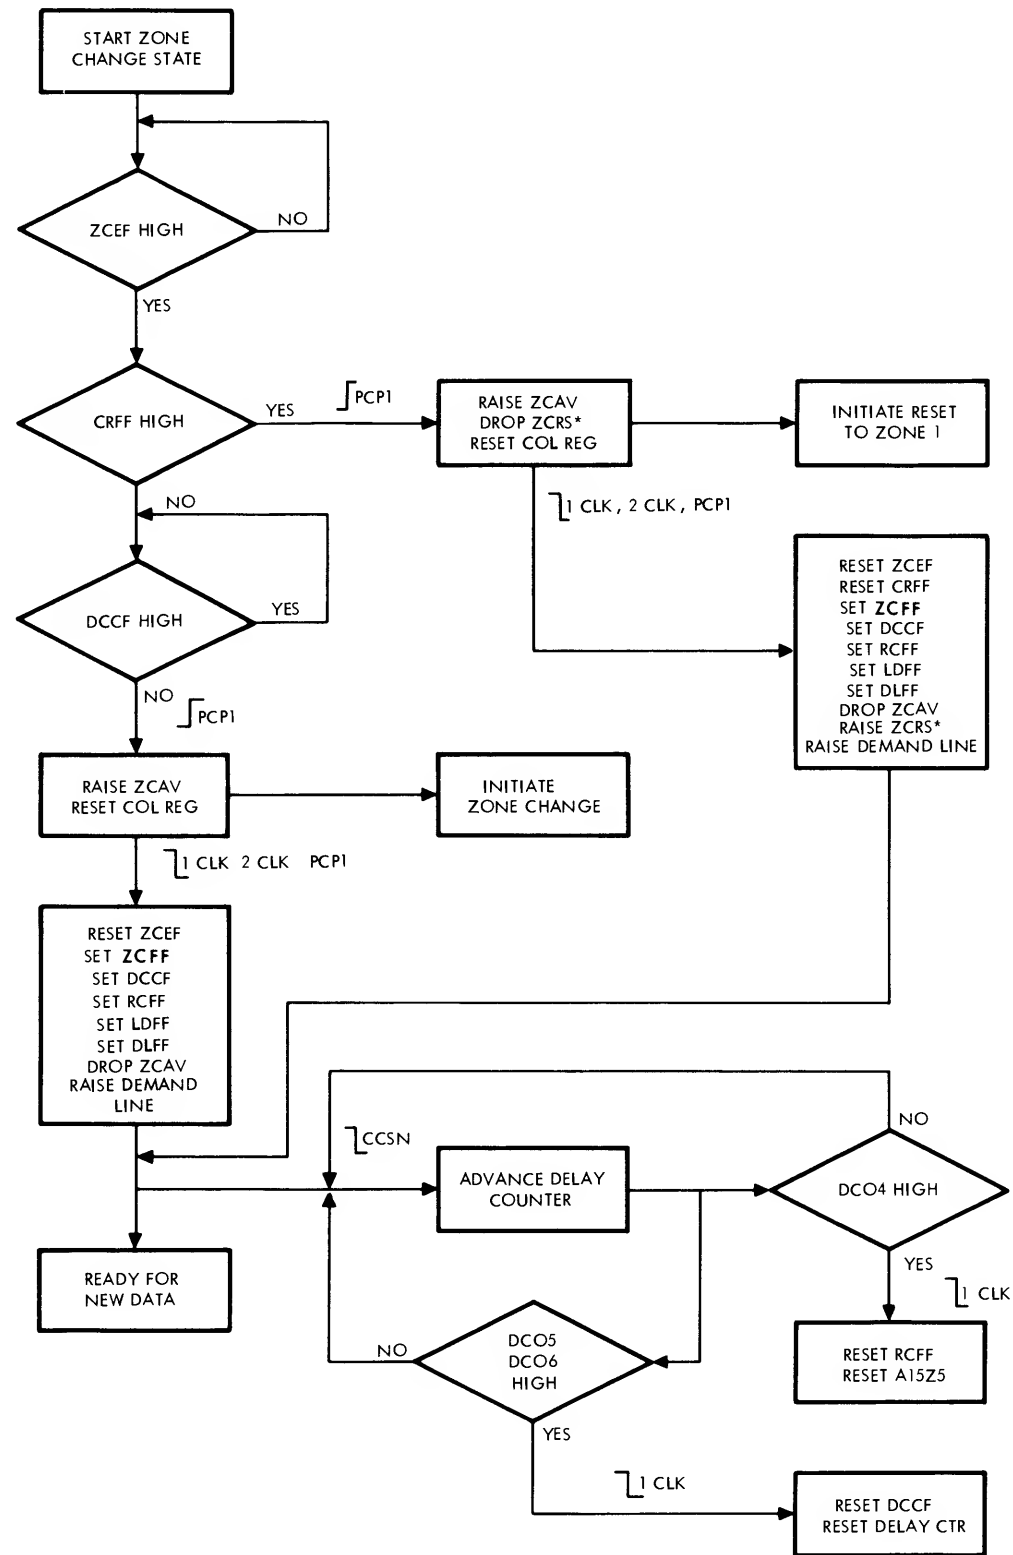 START ZONE
CHANGE STATE
ZCEF HIGH
NO
YES
CRFF HIGH
YES
PCP1
RAISE ZCAV
DROP ZCRS*
RESET COL REG
INITIATE RESET
TO ZONE 1
NO
1 CLK, 2 CLK, PCP1
DCCF HIGH
YES
RESET ZCEF
RESET CRFF
SET ZCFF
SET DCCF
SET RCFF
SET LDFF
SET DLFF
DROP ZCAV
RAISE ZCRS*
RAISE DEMAND LINE
NO
PCP1
RAISE ZCAV
RESET COL REG
INITIATE
ZONE CHANGE
1 CLK 2 CLK PCP1
RESET ZCEF
SET ZCFF
SET DCCF
SET RCFF
SET LDFF
SET DLFF
DROP ZCAV
RAISE DEMAND
LINE
NO
CCSN
ADVANCE DELAY
COUNTER
DCO4 HIGH
YES
1 CLK
READY FOR
NEW DATA
NO
DCO5
DCO6
HIGH
RESET RCFF
RESET A15Z5
YES
1 CLK
RESET DCCF
RESET DELAY CTR